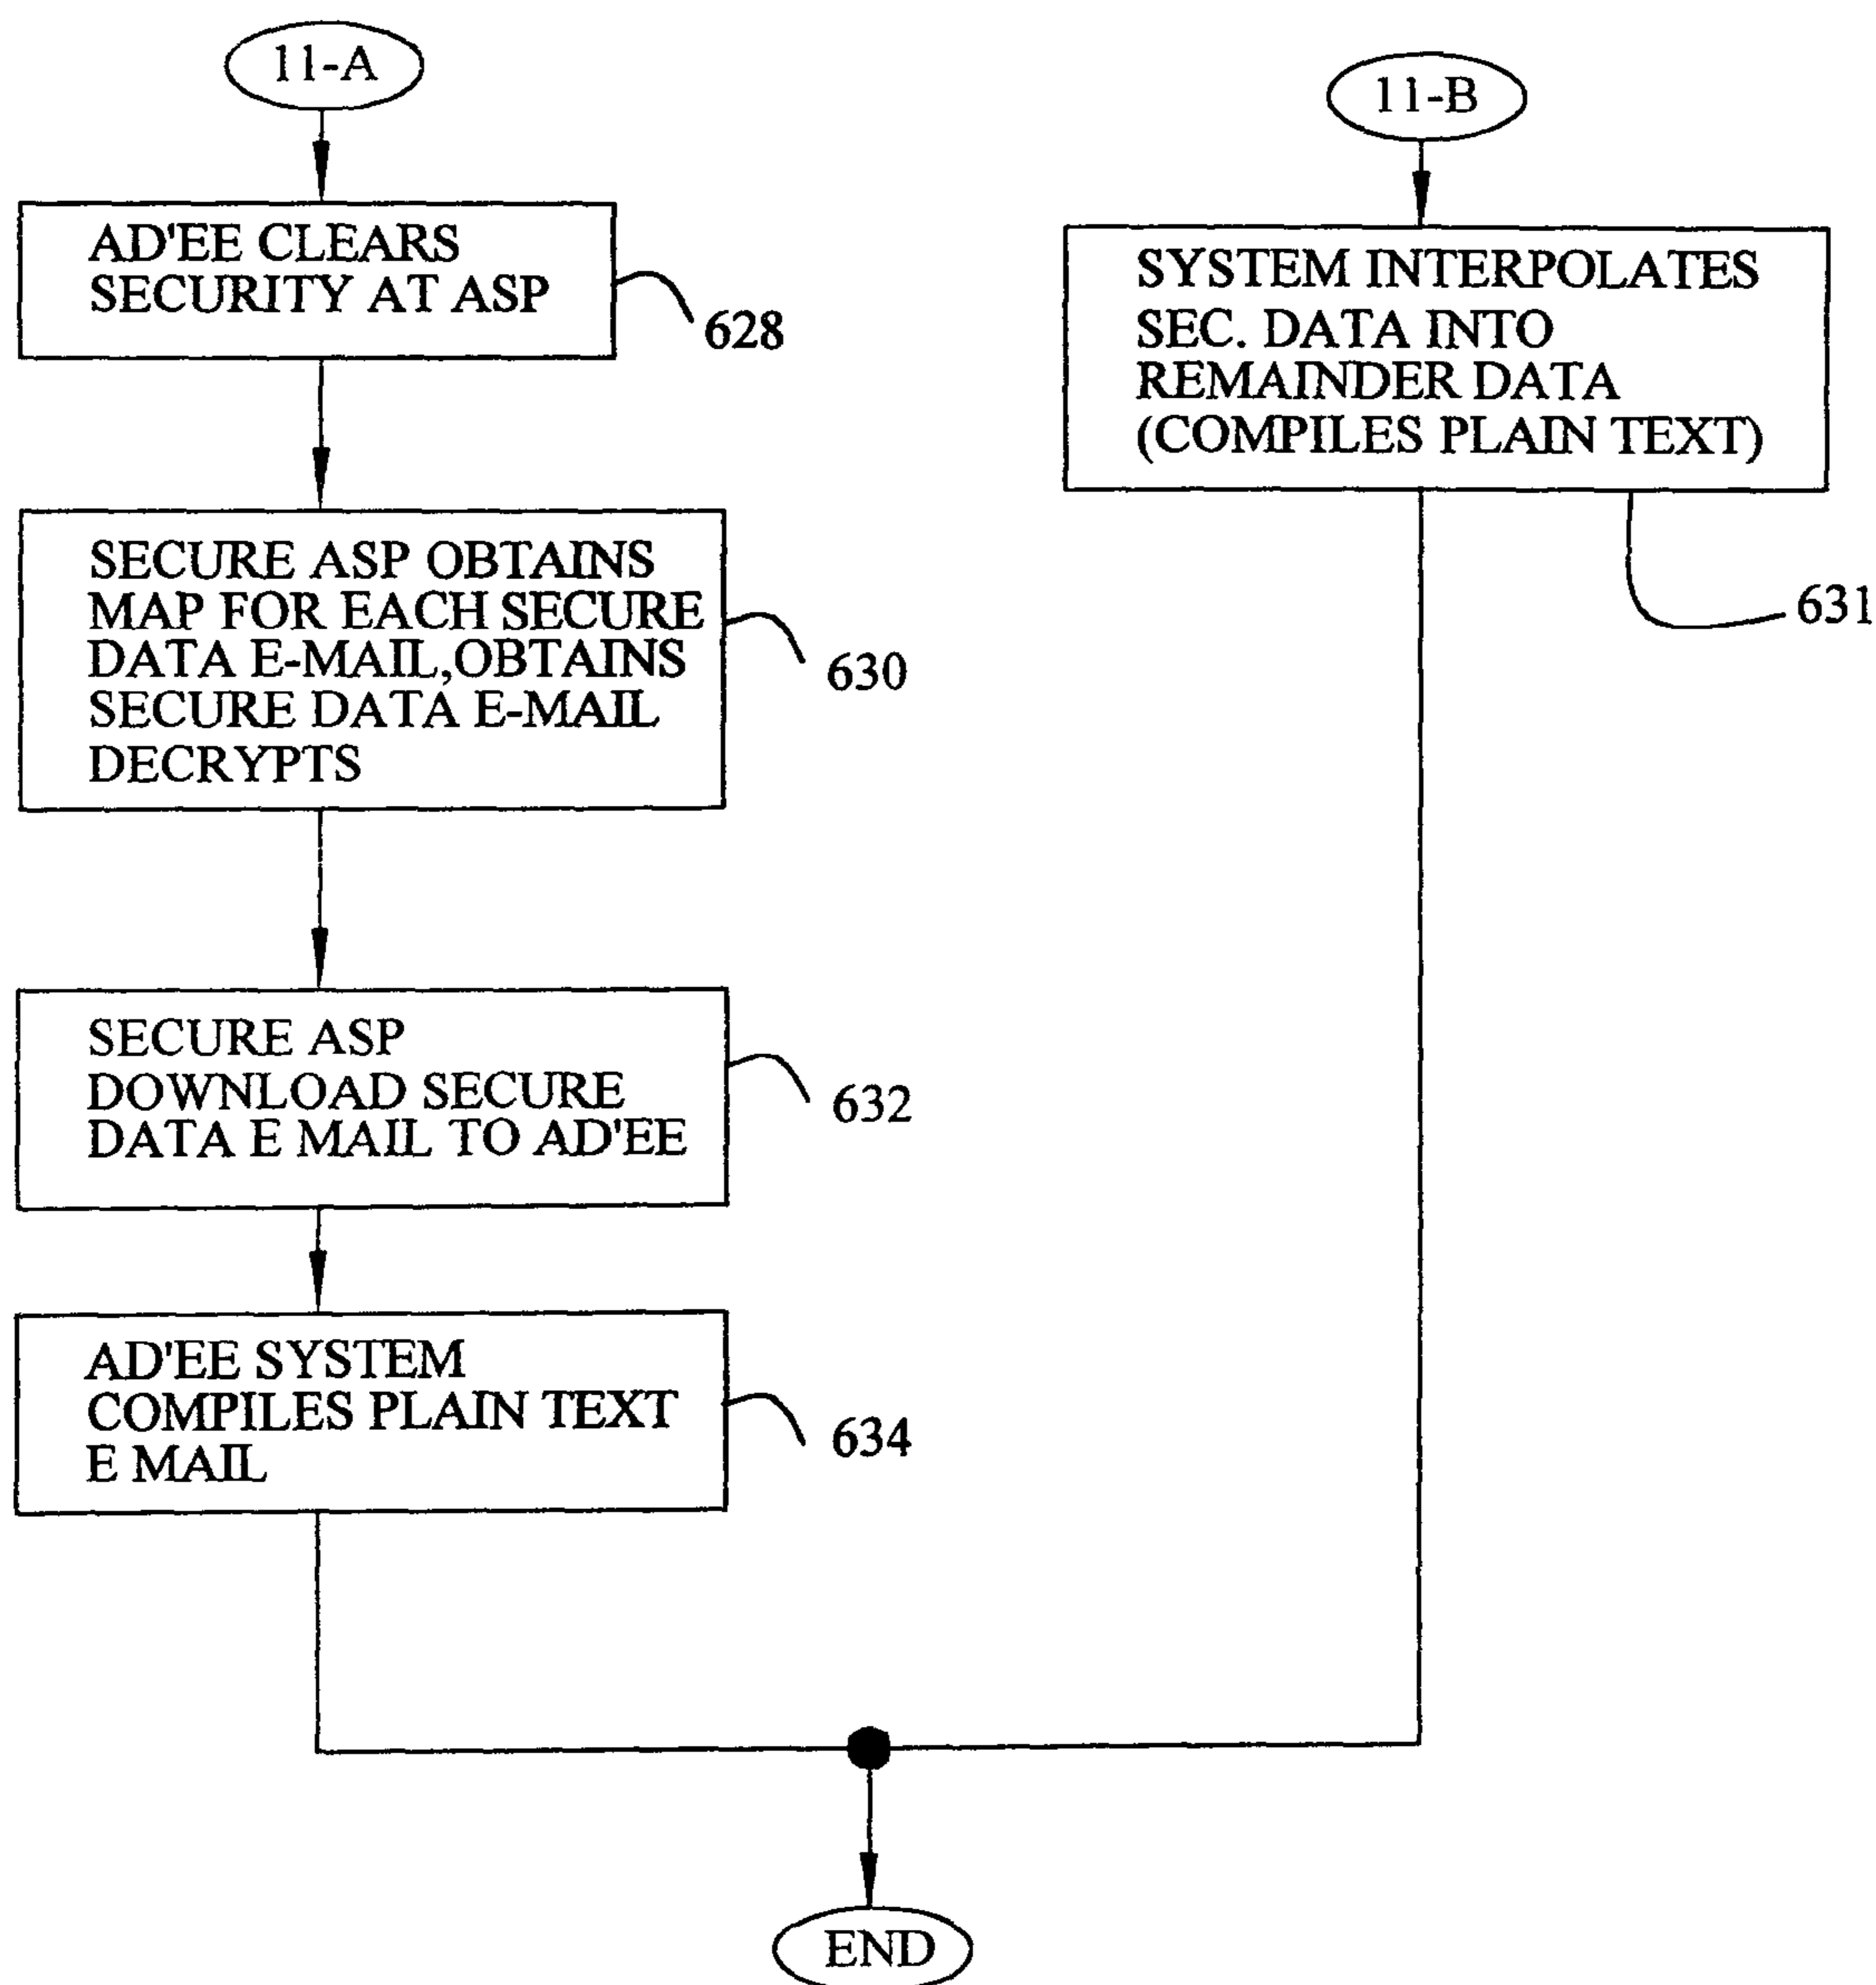 11-A
AD'EE CLEARS
SECURITY AT ASP
628
SECURE ASP OBTAINS
MAP FOR EACH SECURE
DATA E-MAIL,OBTAINS
SECURE DATA E-MAIL
DECRYPTS
630
SECURE ASP
DOWNLOAD SECURE
DATA E MAIL TO AD'EE
632
AD'EE SYSTEM
COMPILES PLAIN TEXT
E MAIL
634
11-B
SYSTEM INTERPOLATES
SEC. DATA INTO
REMAINDER DATA
(COMPILES PLAIN TEXT)
631
END